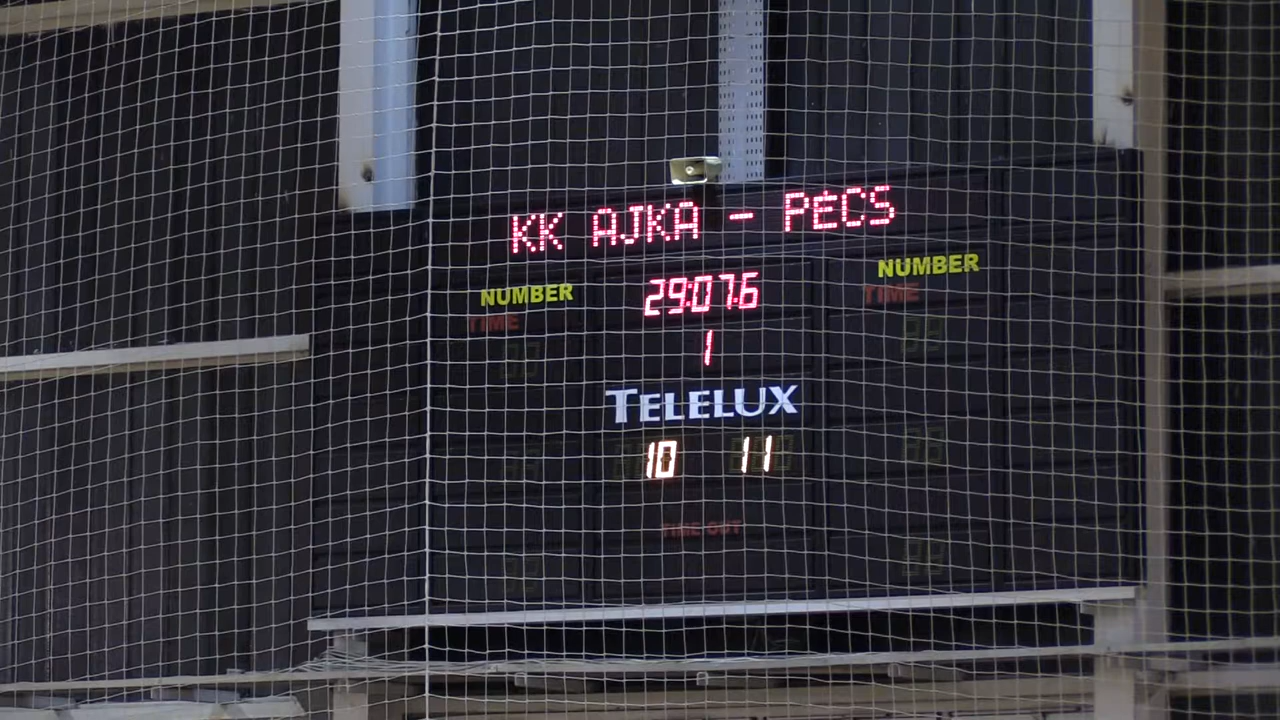 KK AJKA - PÉCS
NUMBER
NUMBER
TIME
29:07.6
TIME
1
TELELUX
10 11
TIME OUT